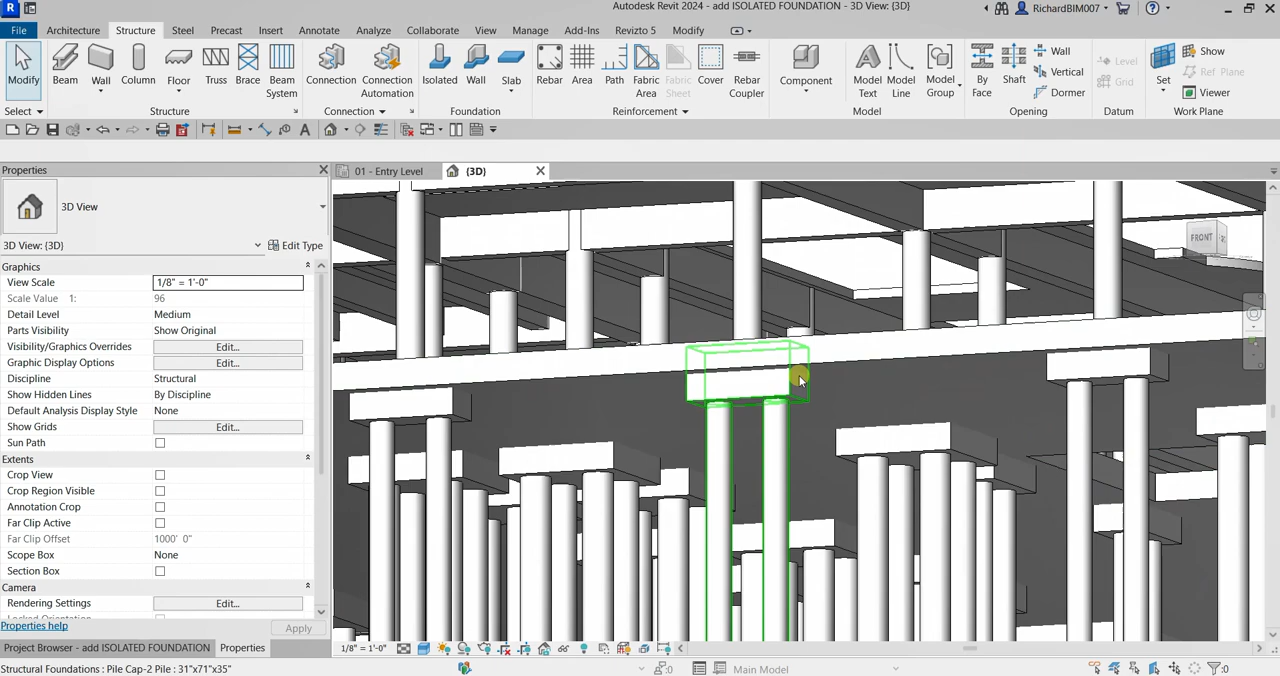 Autodesk Revit 2024 - add ISOLATED FOUNDATION - 3D View: {3D}
RichardBIM007
File Architecture Structure Steel Precast Insert Annotate Analyze Collaborate View Manage Add-Ins Revizto 5 Modify
Modify Beam Wall Column Floor Truss Brace Beam System Connection Connection Automation Isolated Wall Slab Rebar Area Path Fabric Area Fabric Sheet Cover Rebar Coupler Component Model Text Model Line Model Group By Face Shaft Wall Vertical Dormer Level Grid Set Show Ref Plane Viewer
Select Structure Connection Foundation Reinforcement Model Opening Datum Work Plane
Properties
01 - Entry Level
{3D}
3D View
3D View: {3D} Edit Type
Graphics
View Scale 1/8" = 1'-0"
Scale Value 1: 96
Detail Level Medium
Parts Visibility Show Original
Visibility/Graphics Overrides Edit...
Graphic Display Options Edit...
Discipline Structural
Show Hidden Lines By Discipline
Default Analysis Display Style None
Show Grids Edit...
Sun Path
Extents
Crop View
Crop Region Visible
Annotation Crop
Far Clip Active
Far Clip Offset 1000' 0"
Scope Box None
Section Box
Camera
Rendering Settings Edit...
Locked Orientation
Properties help Apply
Project Browser - add ISOLATED FOUNDATION Properties
FRONT
1/8" = 1'-0"
Structural Foundations : Pile Cap-2 Pile : 31"x71"x35"
:0
Main Model
:0